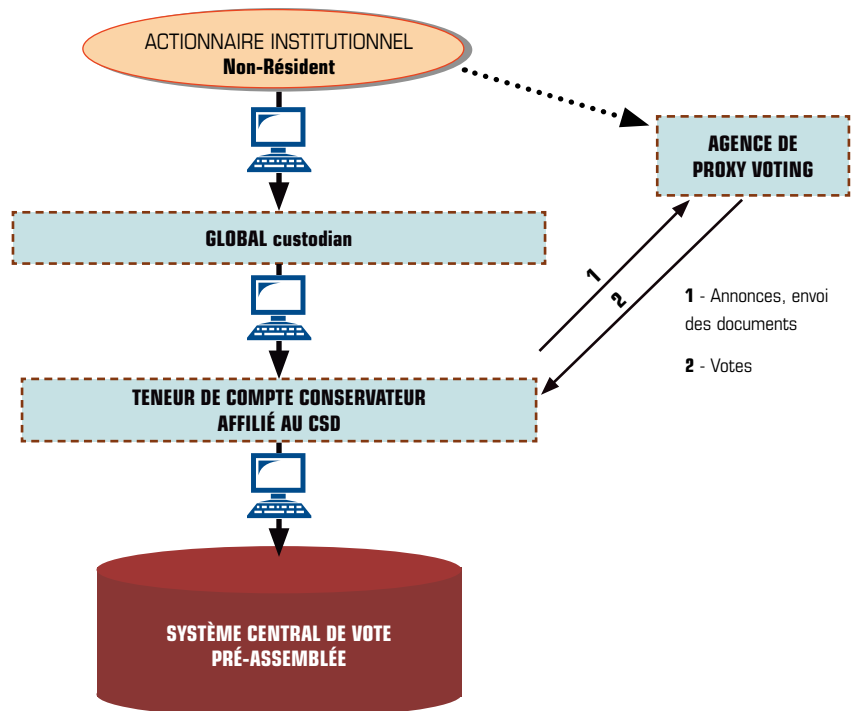 ACTIONNAIRE INSTITUTIONNEL
Non-Résident
AGENCE DE
PROXY VOTING
GLOBAL custodian
1
2
1 - Annonces, envoi
des documents
2 - Votes
TENEUR DE COMPTE CONSERVATEUR
AFFILIÉ AU CSD
SYSTÈME CENTRAL DE VOTE
PRÉ-ASSEMBLÉE